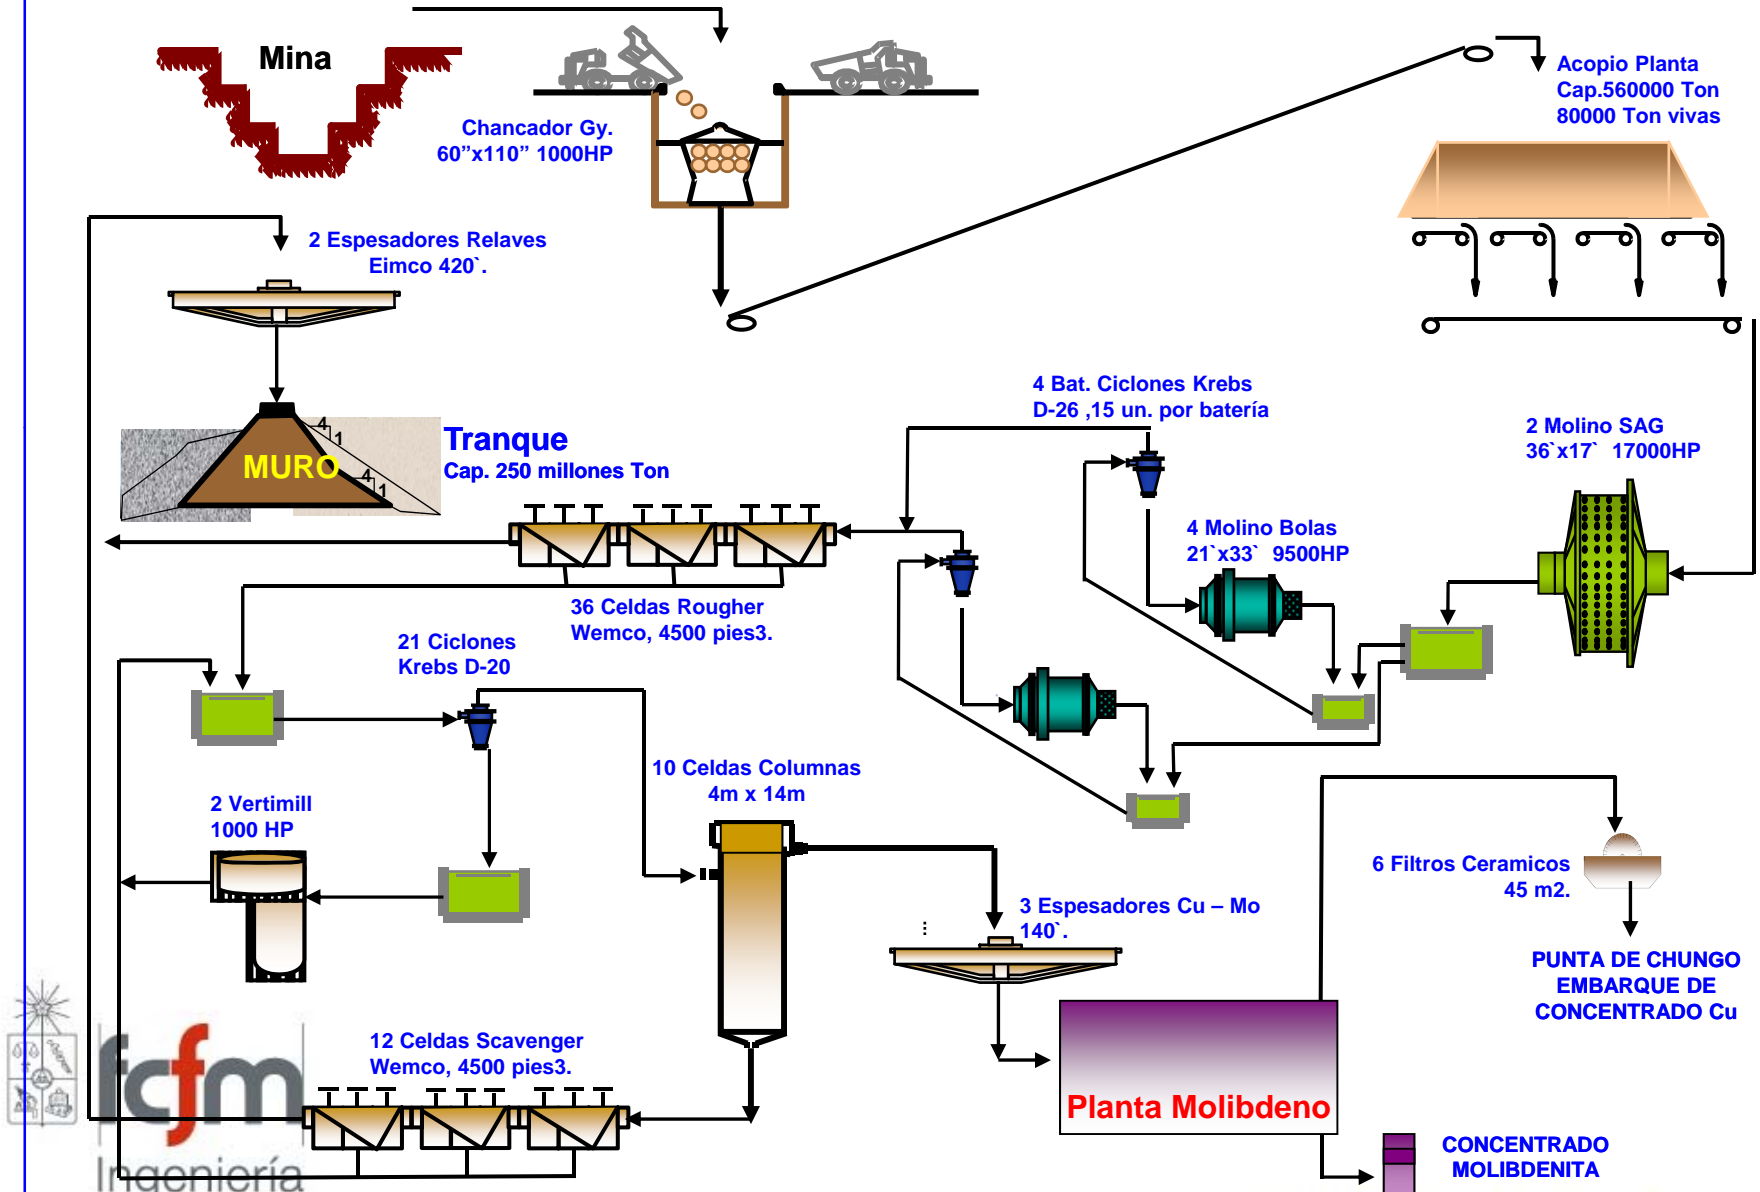 Mina
Chancador Gy.
60”x110” 1000HP
Acopio Planta
Cap.560000 Ton
80000 Ton vivas
2 Espesadores Relaves
Eimco 420`.
4 Bat. Ciclones Krebs
D-26 ,15 un. por batería
2 Molino SAG
36`x17` 17000HP
4
1
MURO
4
1
Tranque
Cap. 250 millones Ton
4 Molino Bolas
21`x33` 9500HP
36 Celdas Rougher
Wemco, 4500 pies3.
21 Ciclones
Krebs D-20
10 Celdas Columnas
4m x 14m
2 Vertimill
1000 HP
6 Filtros Ceramicos
45 m2.
3 Espesadores Cu – Mo
140`.
PUNTA DE CHUNGO
EMBARQUE DE
CONCENTRADO Cu
12 Celdas Scavenger
Wemco, 4500 pies3.
Planta Molibdeno
fcfm
Ingeniería
CONCENTRADO
MOLIBDENITA